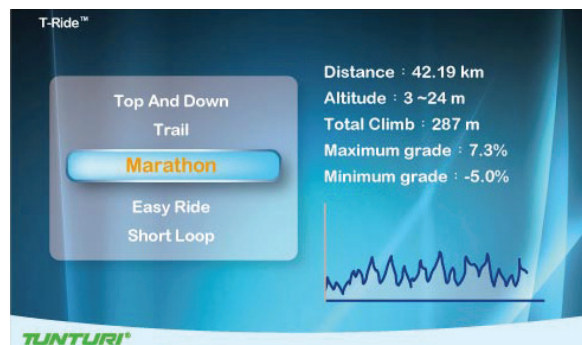 T-Ride™
Top And Down
Trail
Marathon
Easy Ride
Short Loop
Distance : 42.19 km
Altitude : 3 ~24 m
Total Climb : 287 m
Maximum grade : 7.3%
Minimum grade : -5.0%
TUNTURI®